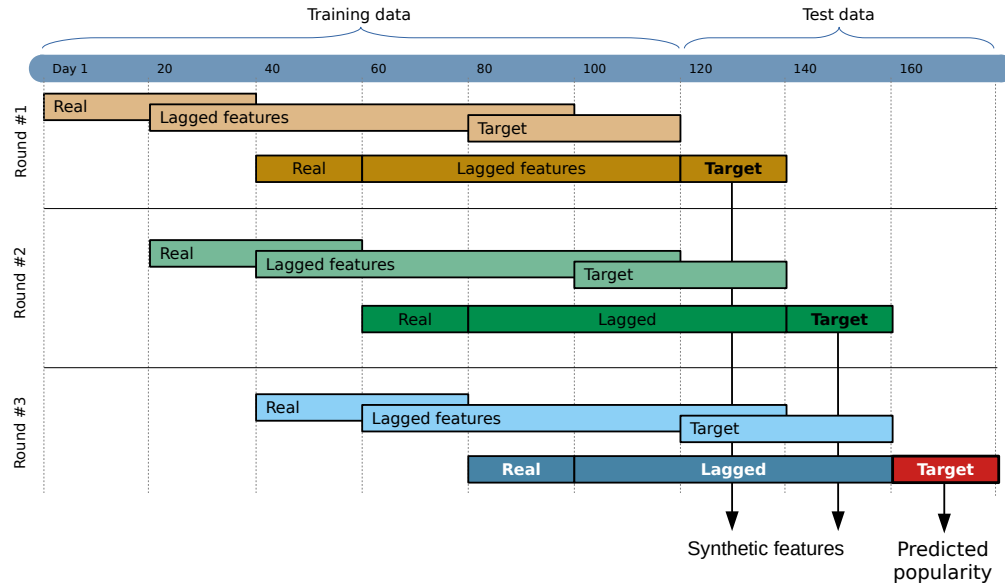 Training data
Test data
Day 1 20 40 60 80 100 120 140 160
Round #1
Real
Lagged features
Target
Real Lagged features Target
Round #2
Real
Lagged features
Target
Real Lagged Target
Round #3
Real
Lagged features
Target
Real Lagged Target
Synthetic features
Predicted
popularity